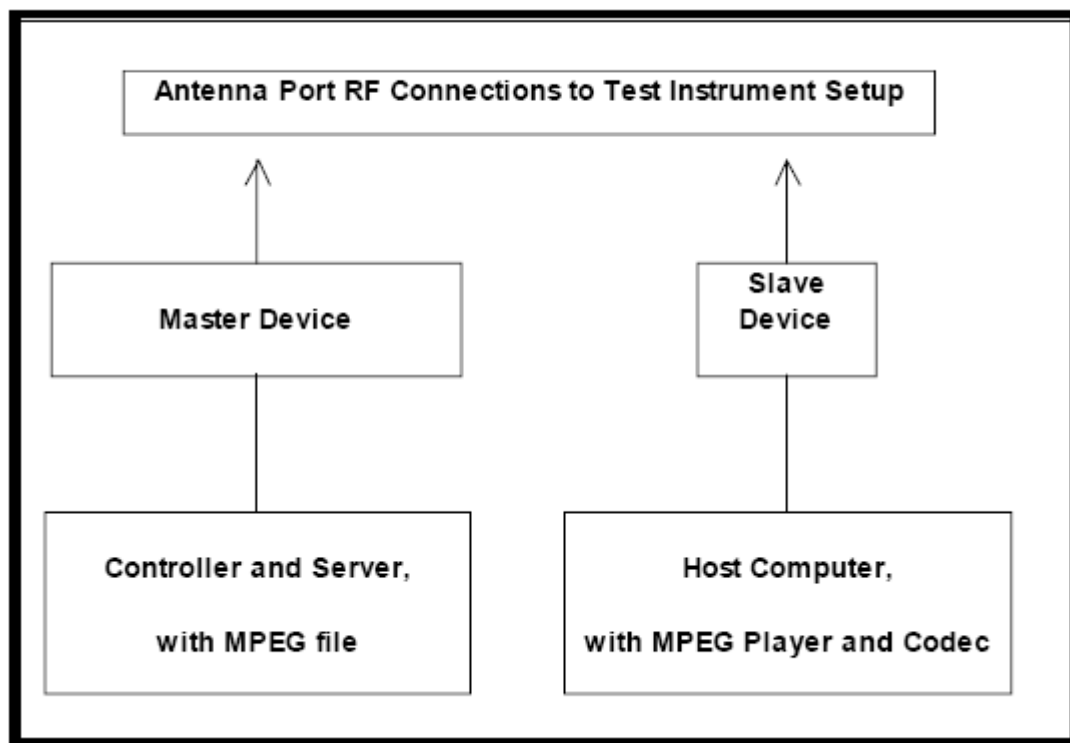 Antenna Port RF Connections to Test Instrument Setup
Master Device
Slave
Device
Controller and Server,
with MPEG file
Host Computer,
with MPEG Player and Codec